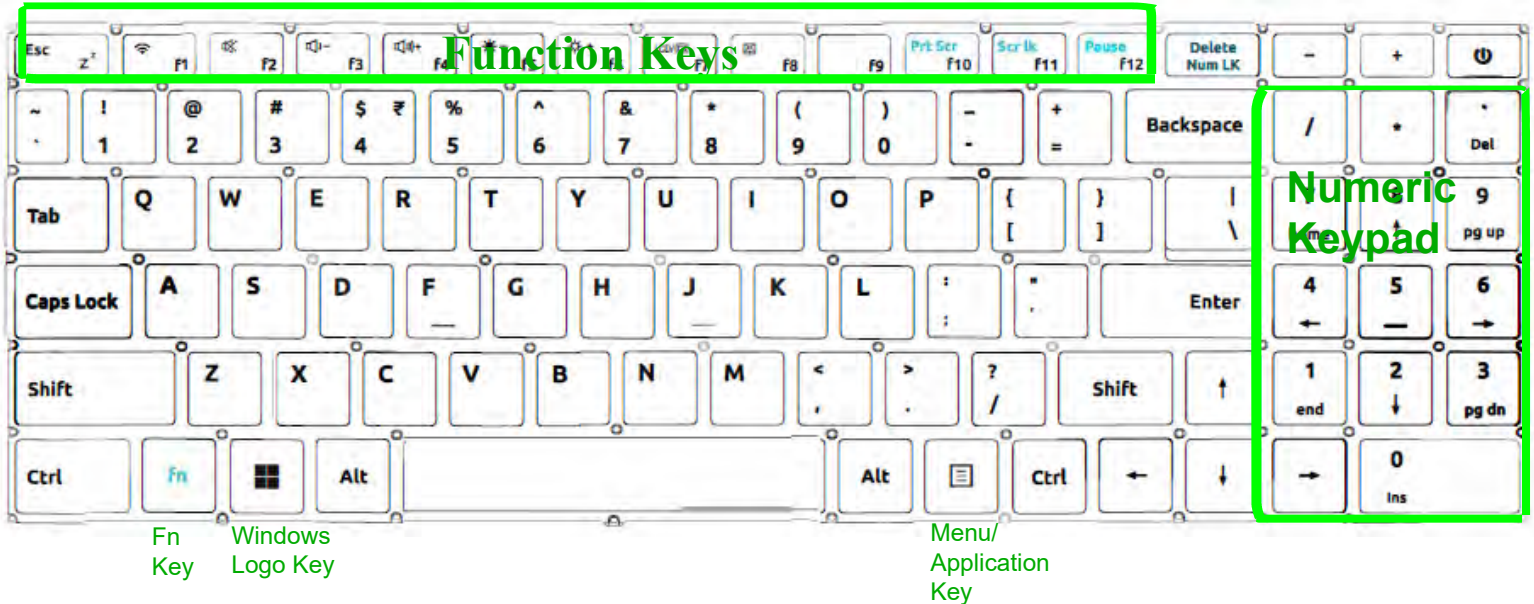 Function Keys
Esc zz f1 f2 f3 f4 f8 f9 Prt Scr f10 Scr lk f11 Pause f12 Delete Num LK - +
~ ` ! 1 @ 2 # 3 $ ₹ 4 % 5 ^ 6 & 7 * 8 ( 9 ) 0 _ - + = Backspace / * . Del
Tab Q W E R T Y U I O P { [ } ] | \ 9 pg up
Numeric
Keypad
Caps Lock A S D F G H J K L : ; " ' Enter 4 ← 5 6 →
Shift Z X C V B N M < , > . ? / Shift ↑ 1 end 2 ↓ 3 pg dn
Ctrl fn Alt Alt Ctrl ← ↓ → 0 Ins
Fn
Key
Windows
Logo Key
Menu/
Application
Key